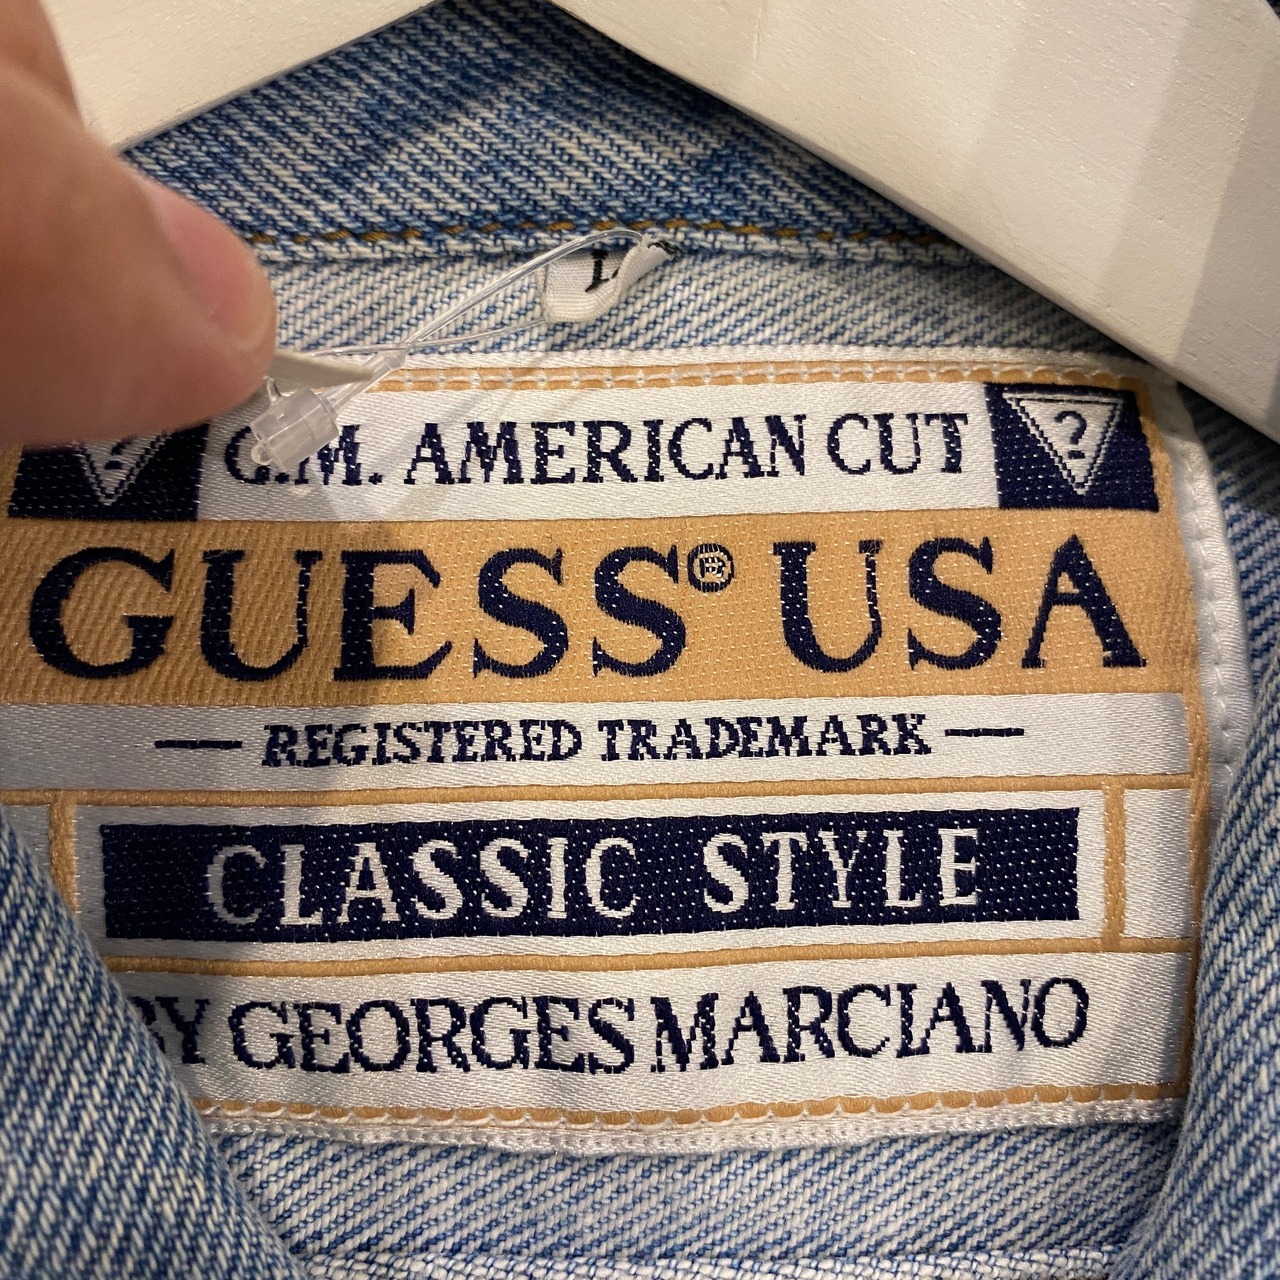 L
G.M. AMERICAN CUT ?
GUESS® USA
— REGISTERED TRADEMARK —
CLASSIC STYLE
BY GEORGES MARCIANO